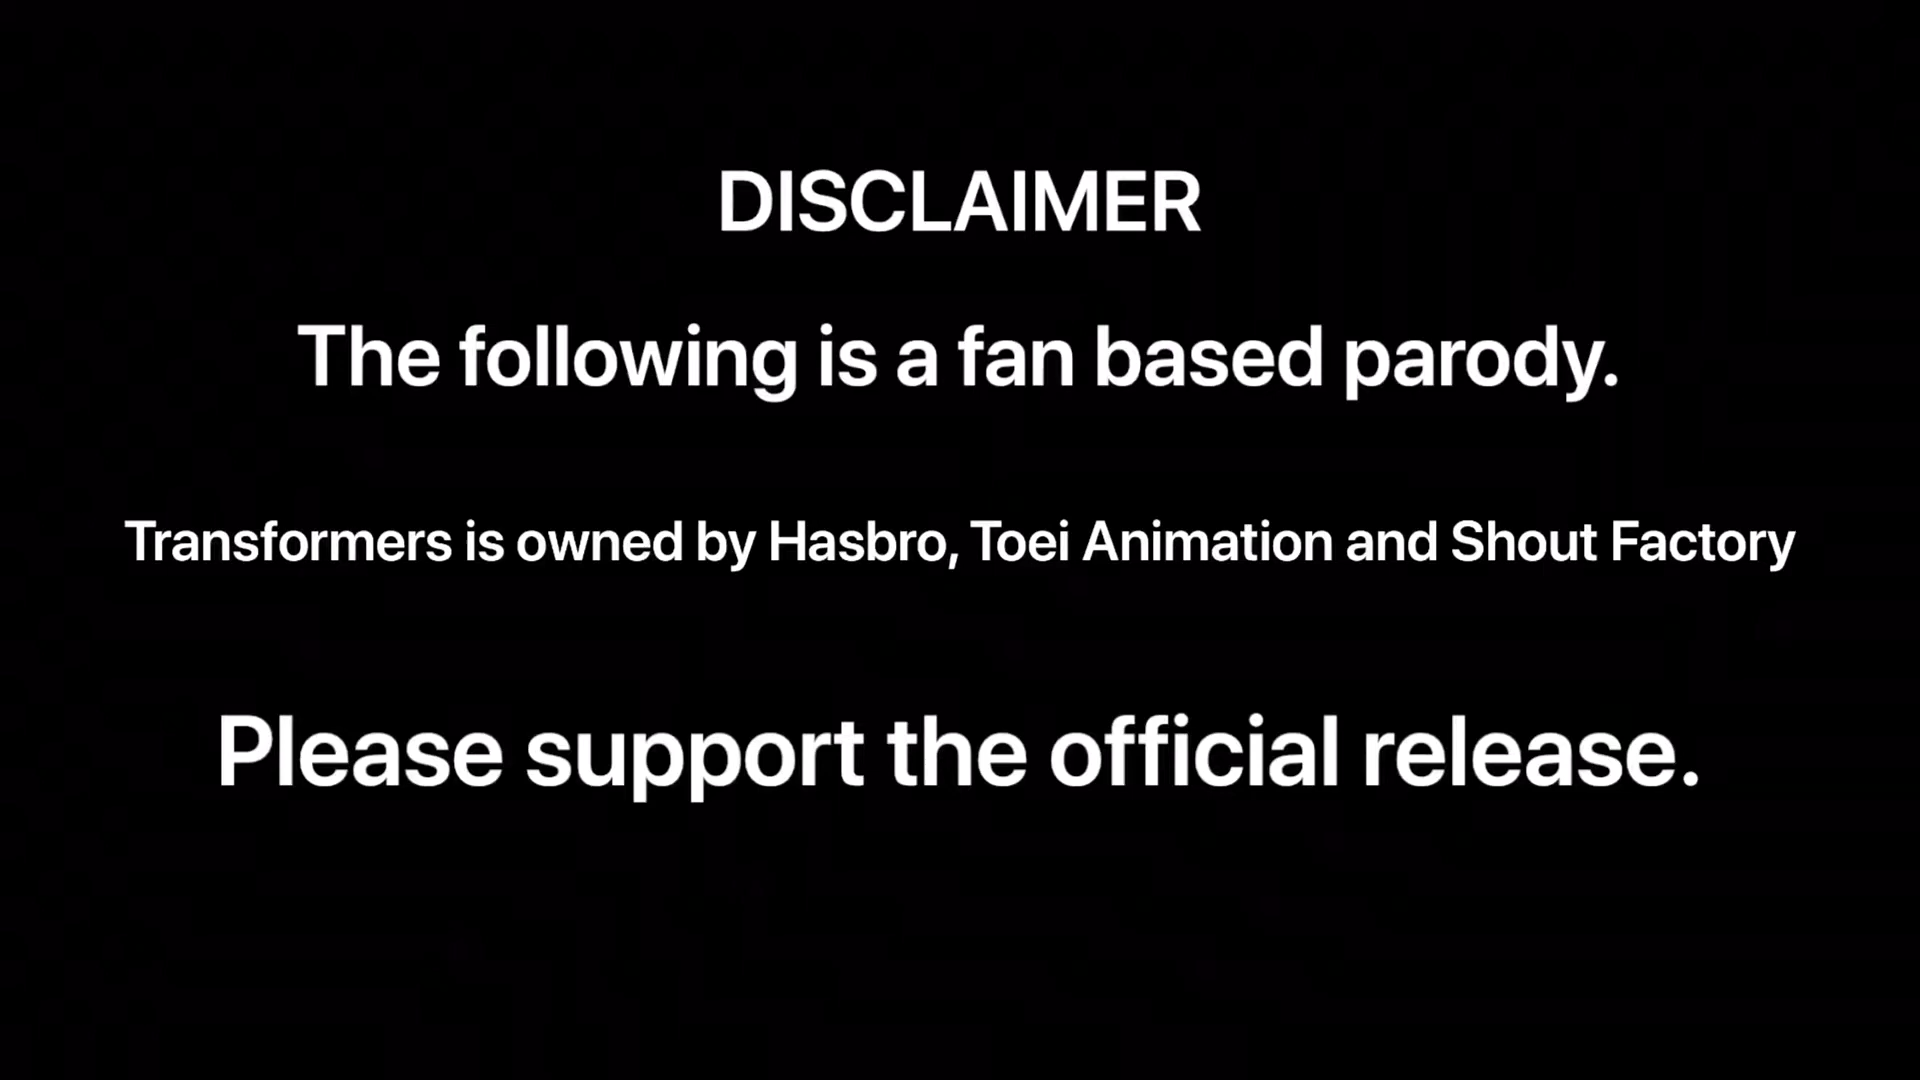 DISCLAIMER
The following is a fan based parody.
Transformers is owned by Hasbro, Toei Animation and Shout Factory
Please support the official release.